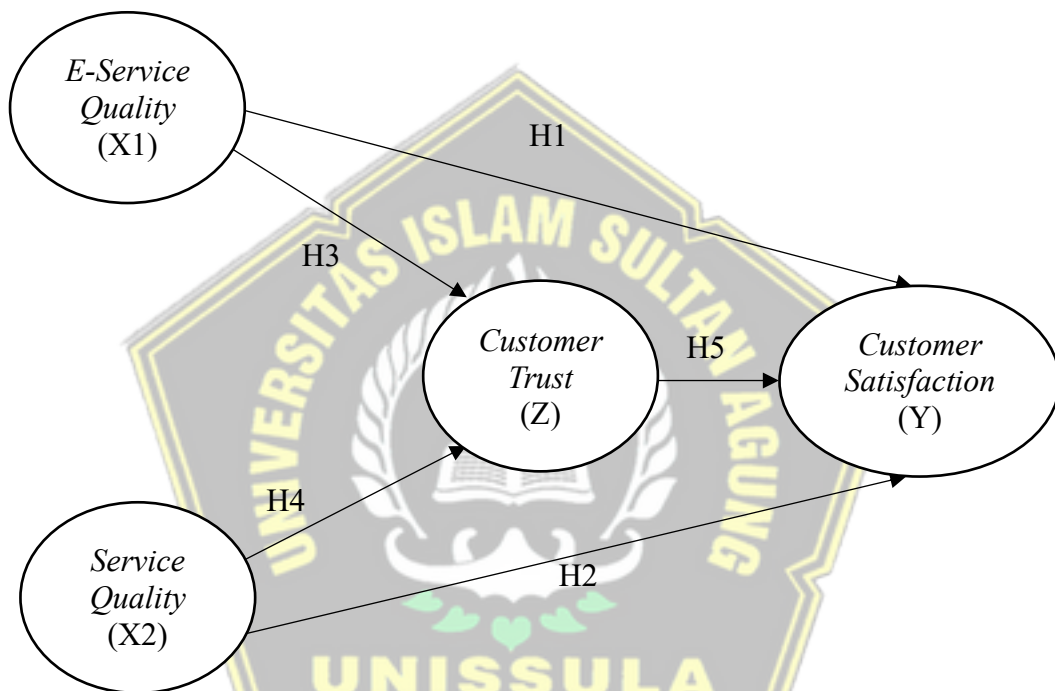 E-Service
Quality
(X1)
H1
H3
UNIVERSITAS ISLAM SULTAN AGUNG
Customer
Trust
(Z)
H5
Customer
Satisfaction
(Y)
H4
Service
Quality
(X2)
H2
UNISSULA